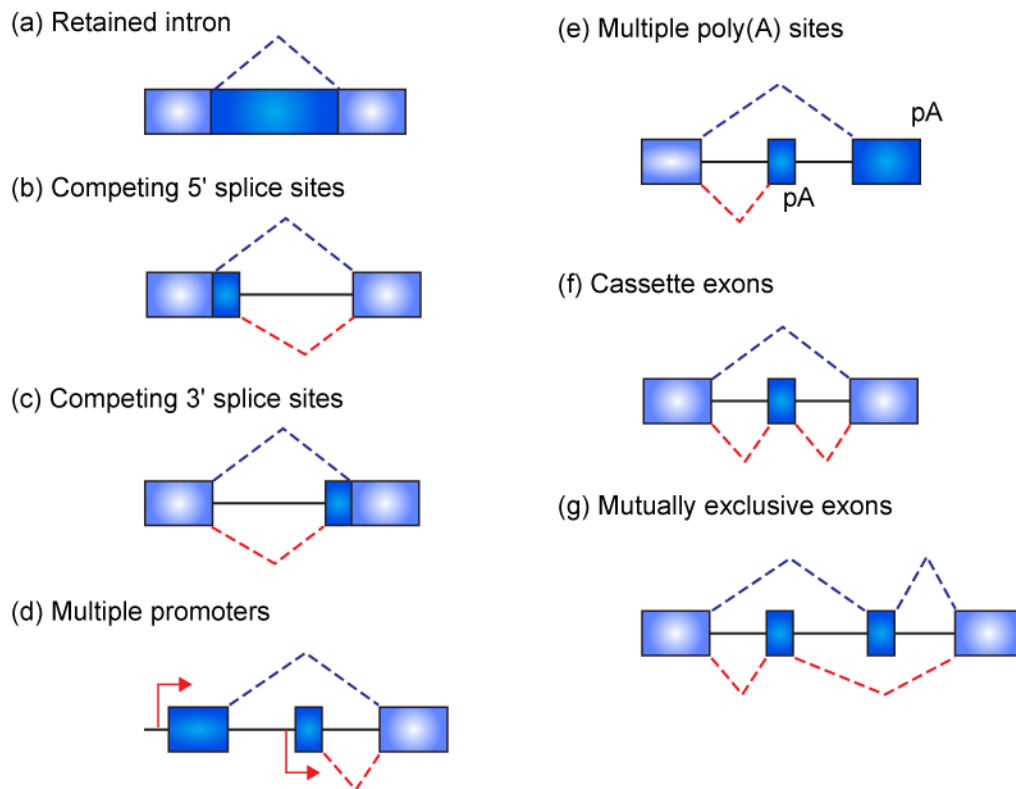 (a) Retained intron
(b) Competing 5' splice sites
(c) Competing 3' splice sites
(d) Multiple promoters
(e) Multiple poly(A) sites
pA
pA
(f) Cassette exons
(g) Mutually exclusive exons